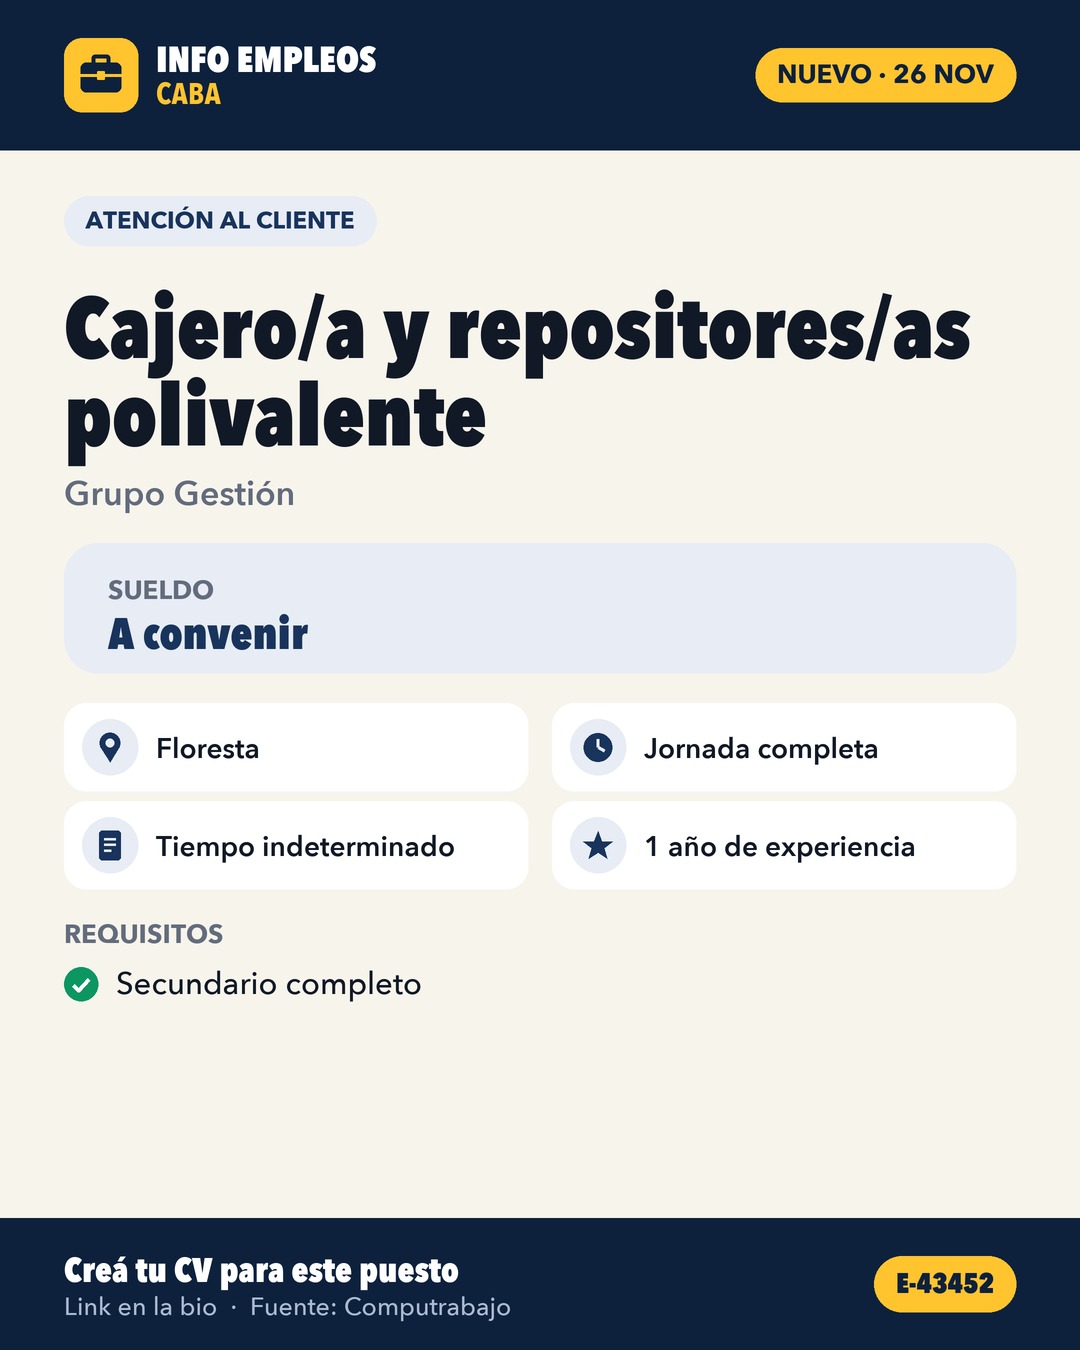 INFO EMPLEOS
CABA
NUEVO · 26 NOV
ATENCIÓN AL CLIENTE
Cajero/a y repositores/as
polivalente
Grupo Gestión
SUELDO
A convenir
Floresta
Jornada completa
Tiempo indeterminado
1 año de experiencia
REQUISITOS
Secundario completo
Creá tu CV para este puesto
Link en la bio · Fuente: Computrabajo
E-43452